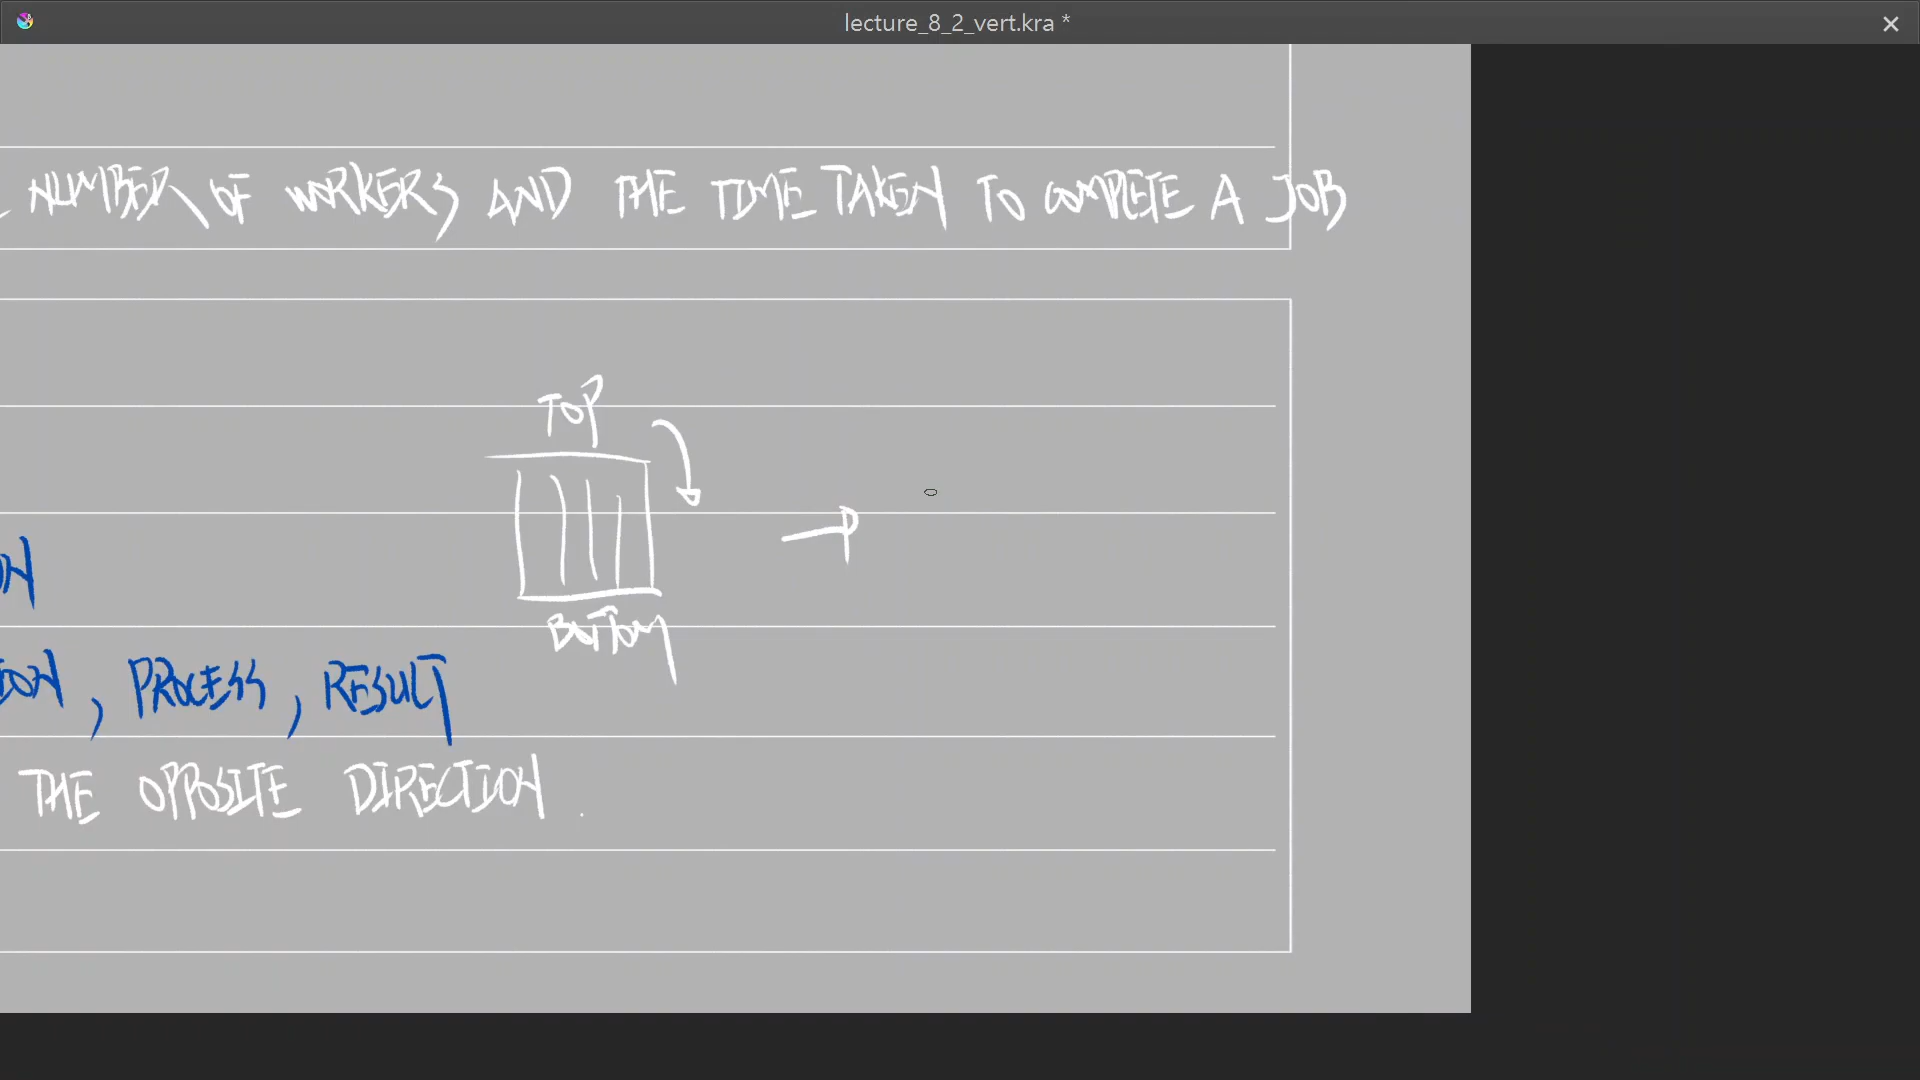 lecture_8_2_vert.kra *
NUMBER OF WORKERS AND THE TIME TAKEN TO COMPLETE A JOB
TOP
BOTTOM
, PROCESS, RESULT
THE OPPOSITE DIRECTION.